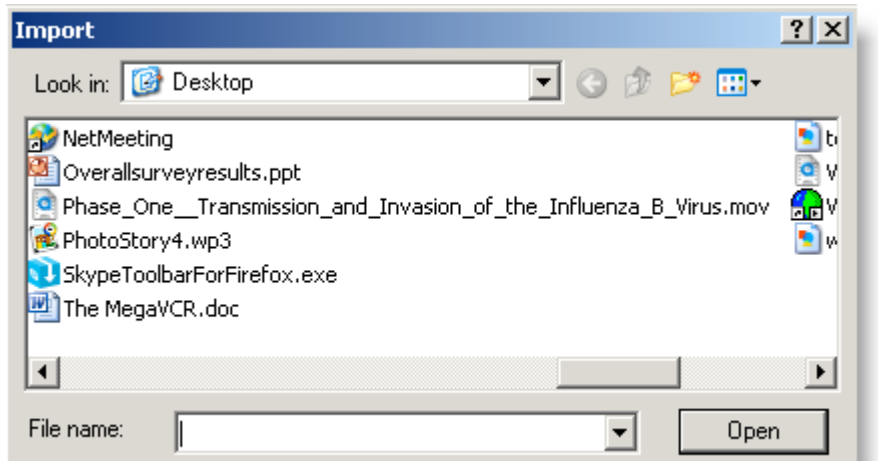 Import
Look in: Desktop
NetMeeting
Overallsurveyresults.ppt
Phase_One__Transmission_and_Invasion_of_the_Influenza_B_Virus.mov
PhotoStory4.wp3
SkypeToolbarForFirefox.exe
The MegaVCR.doc
File name:
Open